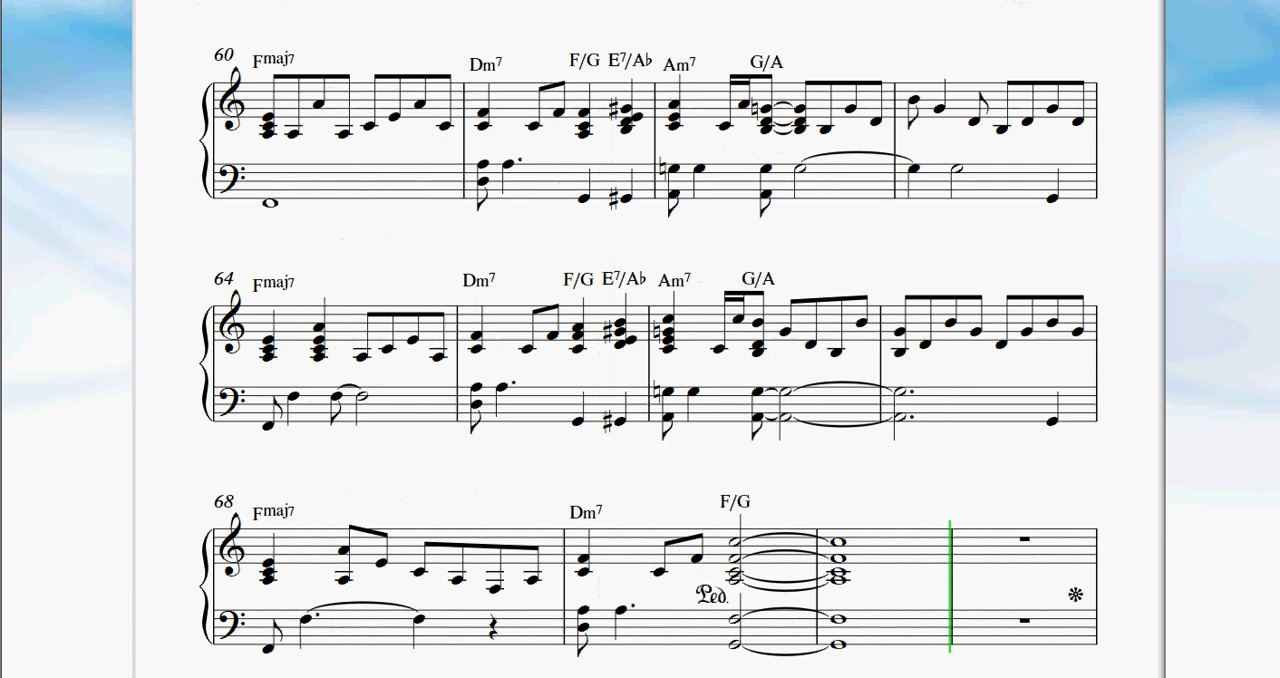 60 Fmaj7 Dm7 F/G E7/A♭ Am7 G/A
64 Fmaj7 Dm7 F/G E7/A♭ Am7 G/A
68 Fmaj7 Dm7 F/G
Ped.